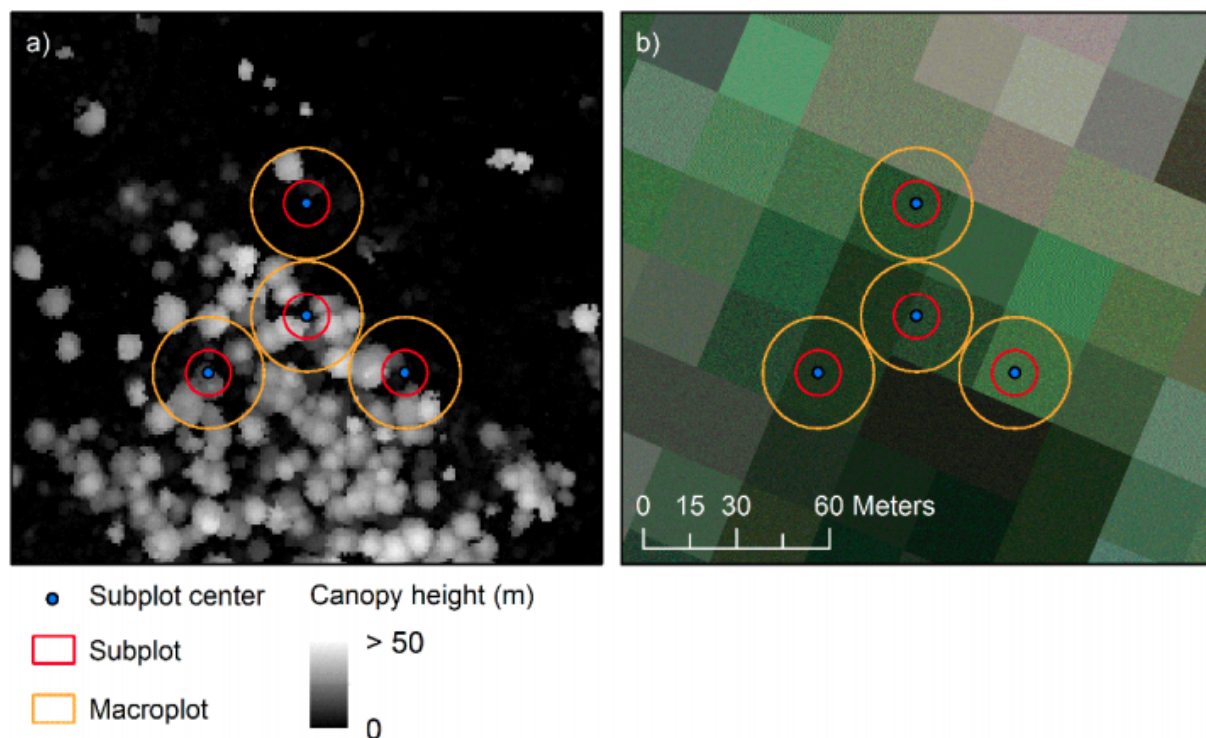 a)
b)
0 15 30 60 Meters
Subplot center
Subplot
Macroplot
Canopy height (m)
> 50
0